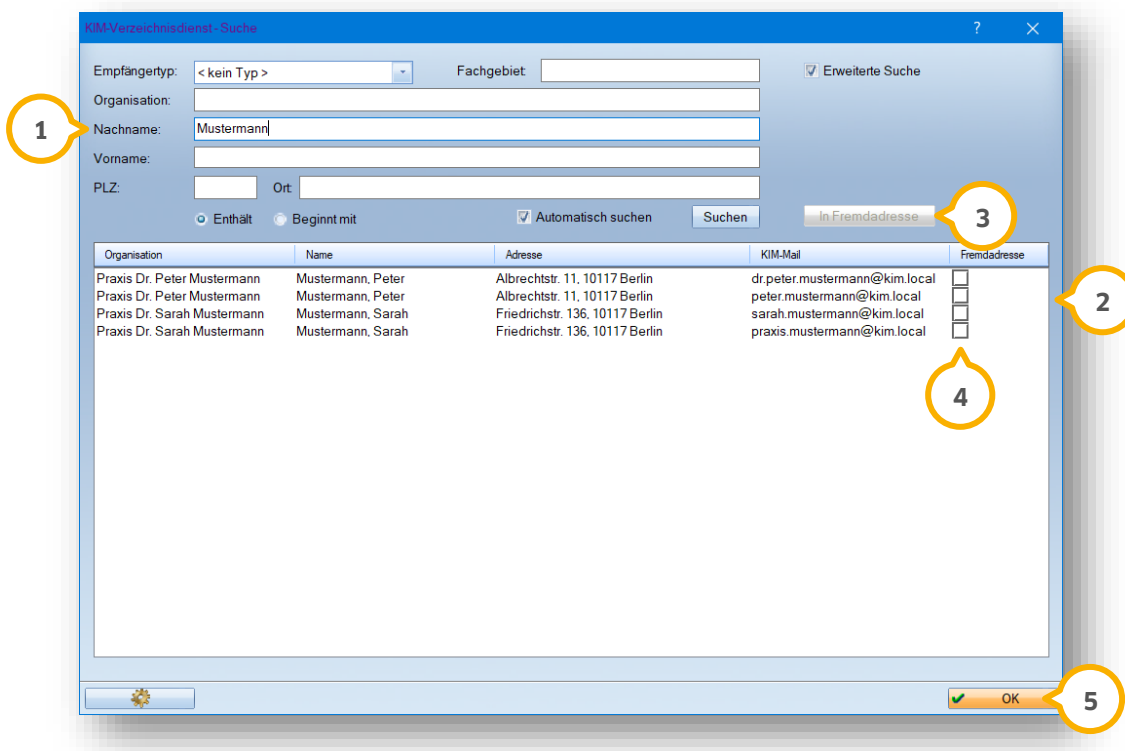 KIM-Verzeichnisdienst - Suche ?
Empfängertyp: < kein Typ > Fachgebiet: Erweiterte Suche
Organisation:
1 Nachname: Mustermann
Vorname:
PLZ: Ort:
Enthält Beginnt mit Automatisch suchen Suchen In Fremdadresse 3
Organisation Name Adresse KIM-Mail Fremdadresse
Praxis Dr. Peter Mustermann Mustermann, Peter Albrechtstr. 11, 10117 Berlin dr.peter.mustermann@kim.local
Praxis Dr. Peter Mustermann Mustermann, Peter Albrechtstr. 11, 10117 Berlin peter.mustermann@kim.local
2
Praxis Dr. Sarah Mustermann Mustermann, Sarah Friedrichstr. 136, 10117 Berlin sarah.mustermann@kim.local
Praxis Dr. Sarah Mustermann Mustermann, Sarah Friedrichstr. 136, 10117 Berlin praxis.mustermann@kim.local
4
OK 5